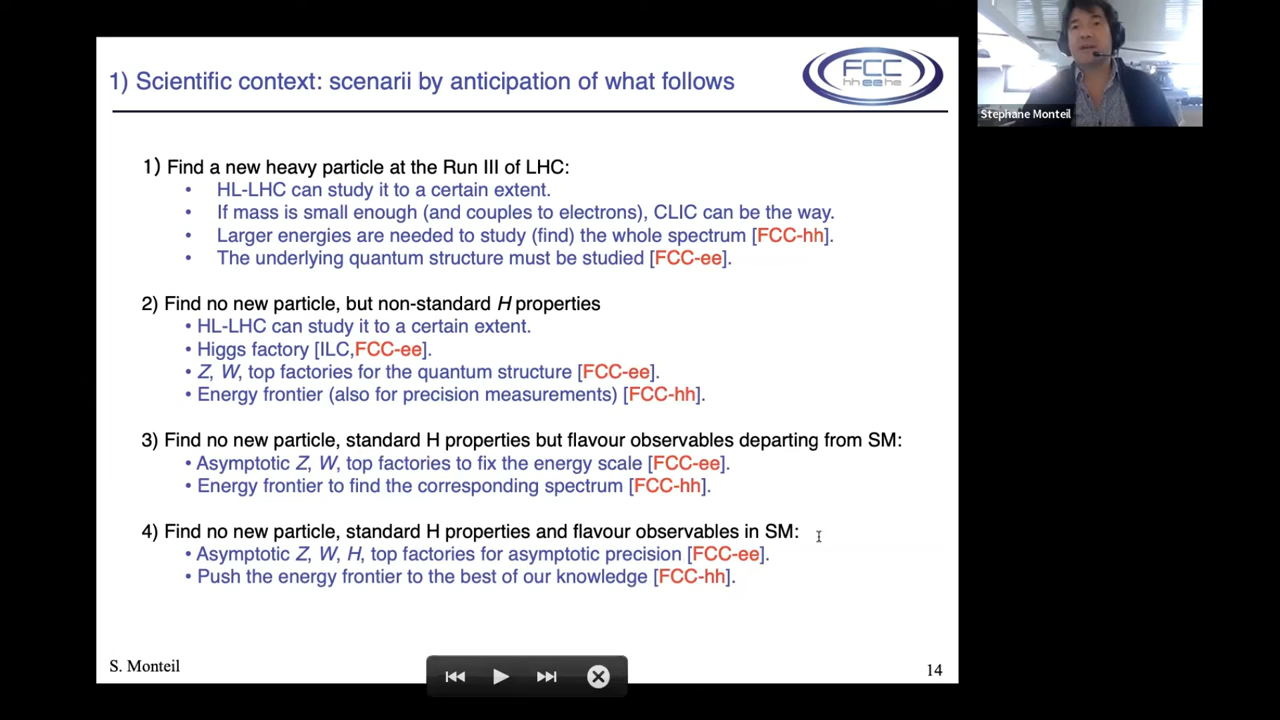 1) Scientific context: scenarii by anticipation of what follows
FCC
hh ee he
Stephane Monteil
1) Find a new heavy particle at the Run III of LHC:
• HL-LHC can study it to a certain extent.
• If mass is small enough (and couples to electrons), CLIC can be the way.
• Larger energies are needed to study (find) the whole spectrum [FCC-hh].
• The underlying quantum structure must be studied [FCC-ee].
2) Find no new particle, but non-standard H properties
• HL-LHC can study it to a certain extent.
• Higgs factory [ILC,FCC-ee].
• Z, W, top factories for the quantum structure [FCC-ee].
• Energy frontier (also for precision measurements) [FCC-hh].
3) Find no new particle, standard H properties but flavour observables departing from SM:
• Asymptotic Z, W, top factories to fix the energy scale [FCC-ee].
• Energy frontier to find the corresponding spectrum [FCC-hh].
4) Find no new particle, standard H properties and flavour observables in SM:
• Asymptotic Z, W, H, top factories for asymptotic precision [FCC-ee].
• Push the energy frontier to the best of our knowledge [FCC-hh].
S. Monteil
14